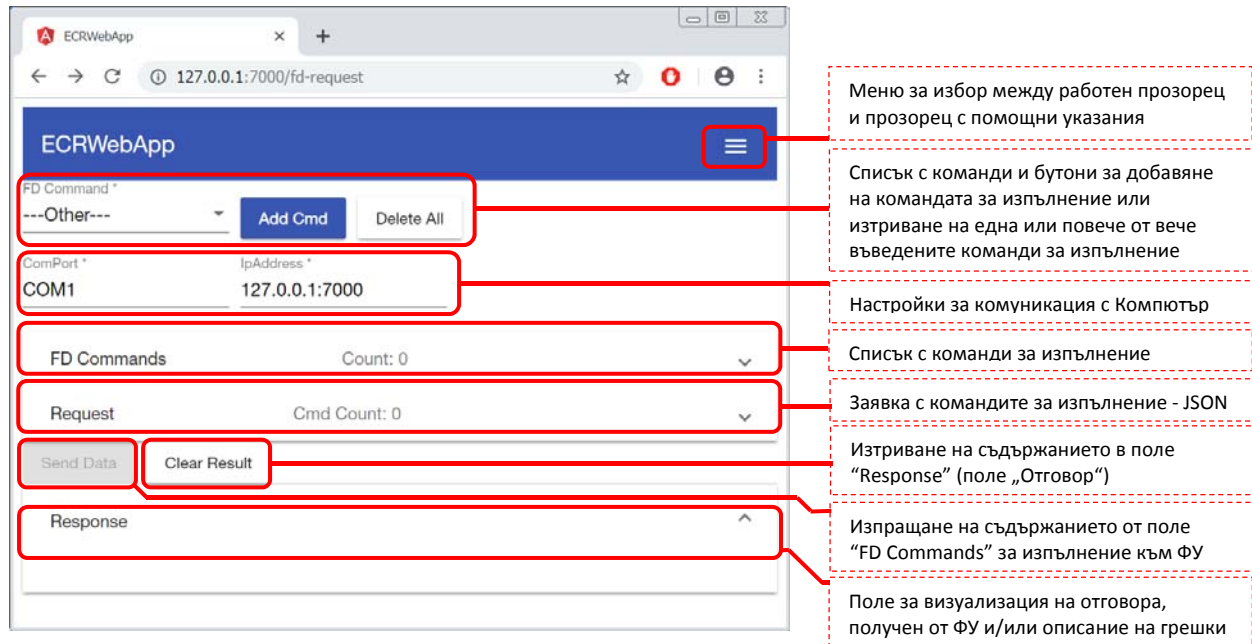 ECRWebApp
127.0.0.1:7000/fd-request
ECRWebApp
FD Command *
---Other---
Add Cmd
Delete All
ComPort *
IpAddress *
COM1
127.0.0.1:7000
FD Commands
Count: 0
Request
Cmd Count: 0
Send Data
Clear Result
Response
Меню за избор между работен прозорец
и прозорец с помощни указания
Списък с команди и бутони за добавяне
на командата за изпълнение или
изтриване на една или повече от вече
въведените команди за изпълнение
Настройки за комуникация с Компютър
Списък с команди за изпълнение
Заявка с командите за изпълнение - JSON
Изтриване на съдържанието в поле
“Response” (поле „Отговор“)
Изпращане на съдържанието от поле
“FD Commands” за изпълнение към ФУ
Поле за визуализация на отговора,
получен от ФУ и/или описание на грешки